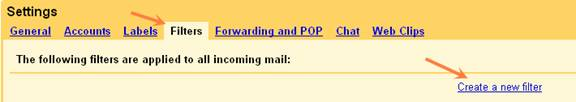 Settings
General Accounts Labels Filters Forwarding and POP Chat Web Clips
The following filters are applied to all incoming mail:
Create a new filter